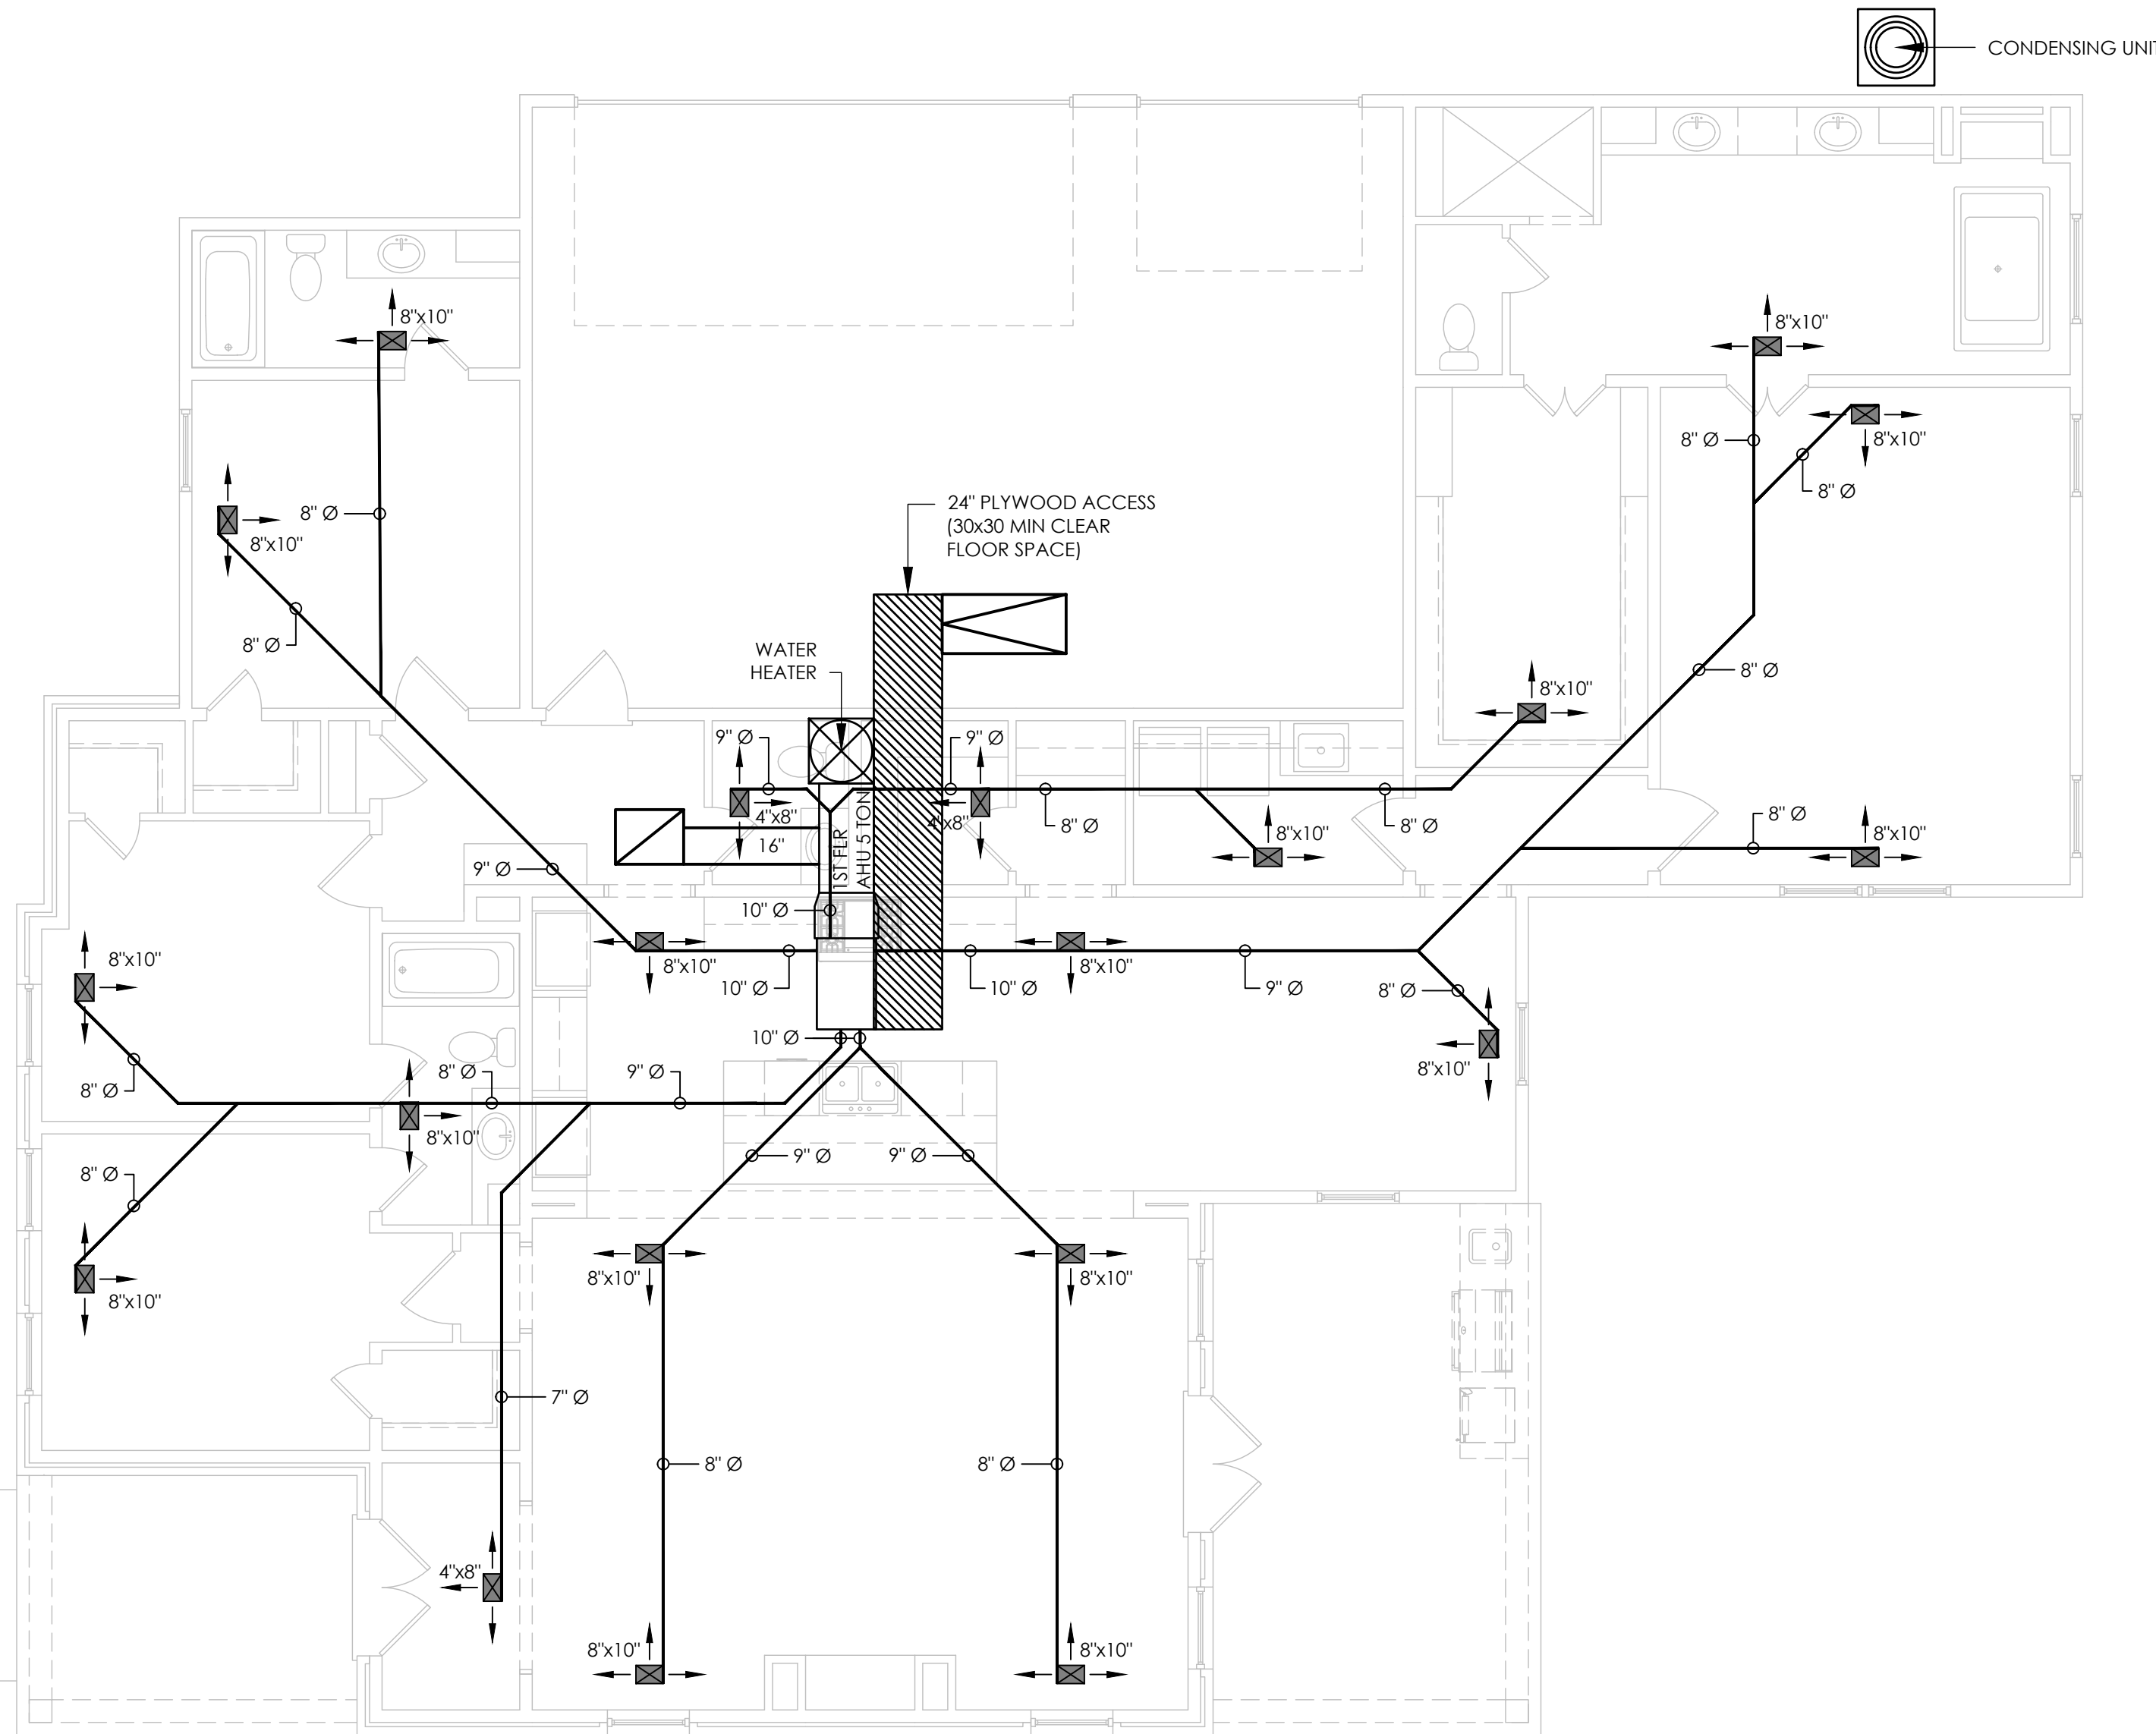 CONDENSING UNIT
8"x10"
8"x10"
8" Ø
8"x10"
8" Ø
8" Ø
8"x10"
8" Ø
24" PLYWOOD ACCESS
(30x30 MIN CLEAR
FLOOR SPACE)
WATER
HEATER
8" Ø
8"x10"
9" Ø
9" Ø
4"x8"
16"
1ST FLR
AHU 5 TON
4"x8"
8" Ø
8"x10"
8" Ø
8" Ø
8"x10"
9" Ø
10" Ø
8"x10"
10" Ø
10" Ø
8"x10"
9" Ø
8" Ø
8"x10"
8"x10"
10" Ø
8" Ø
8" Ø
9" Ø
8"x10"
9" Ø
9" Ø
8" Ø
8"x10"
8"x10"
8"x10"
7" Ø
8" Ø
8" Ø
4"x8"
8"x10"
8"x10"